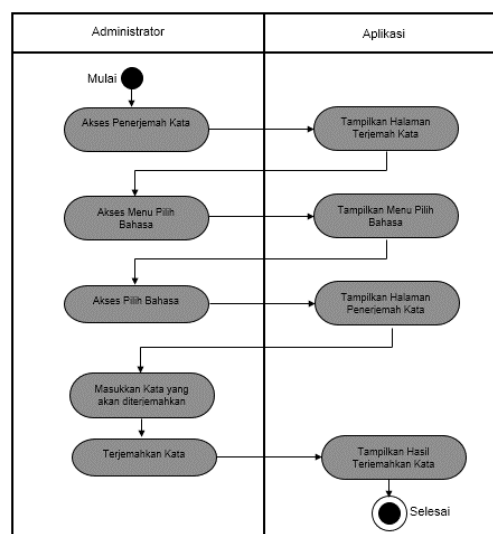 Administrator
Aplikasi
Mulai
Akses Penerjemah Kata
Tampilkan Halaman
Terjemah Kata
Akses Menu Pilih
Bahasa
Tampilkan Menu Pilih
Bahasa
Akses Pilih Bahasa
Tampilkan Halaman
Penerjemah Kata
Masukkan Kata yang
akan diterjemahkan
Terjemahkan Kata
Tampilkan Hasil
Terjemahkan Kata
Selesai